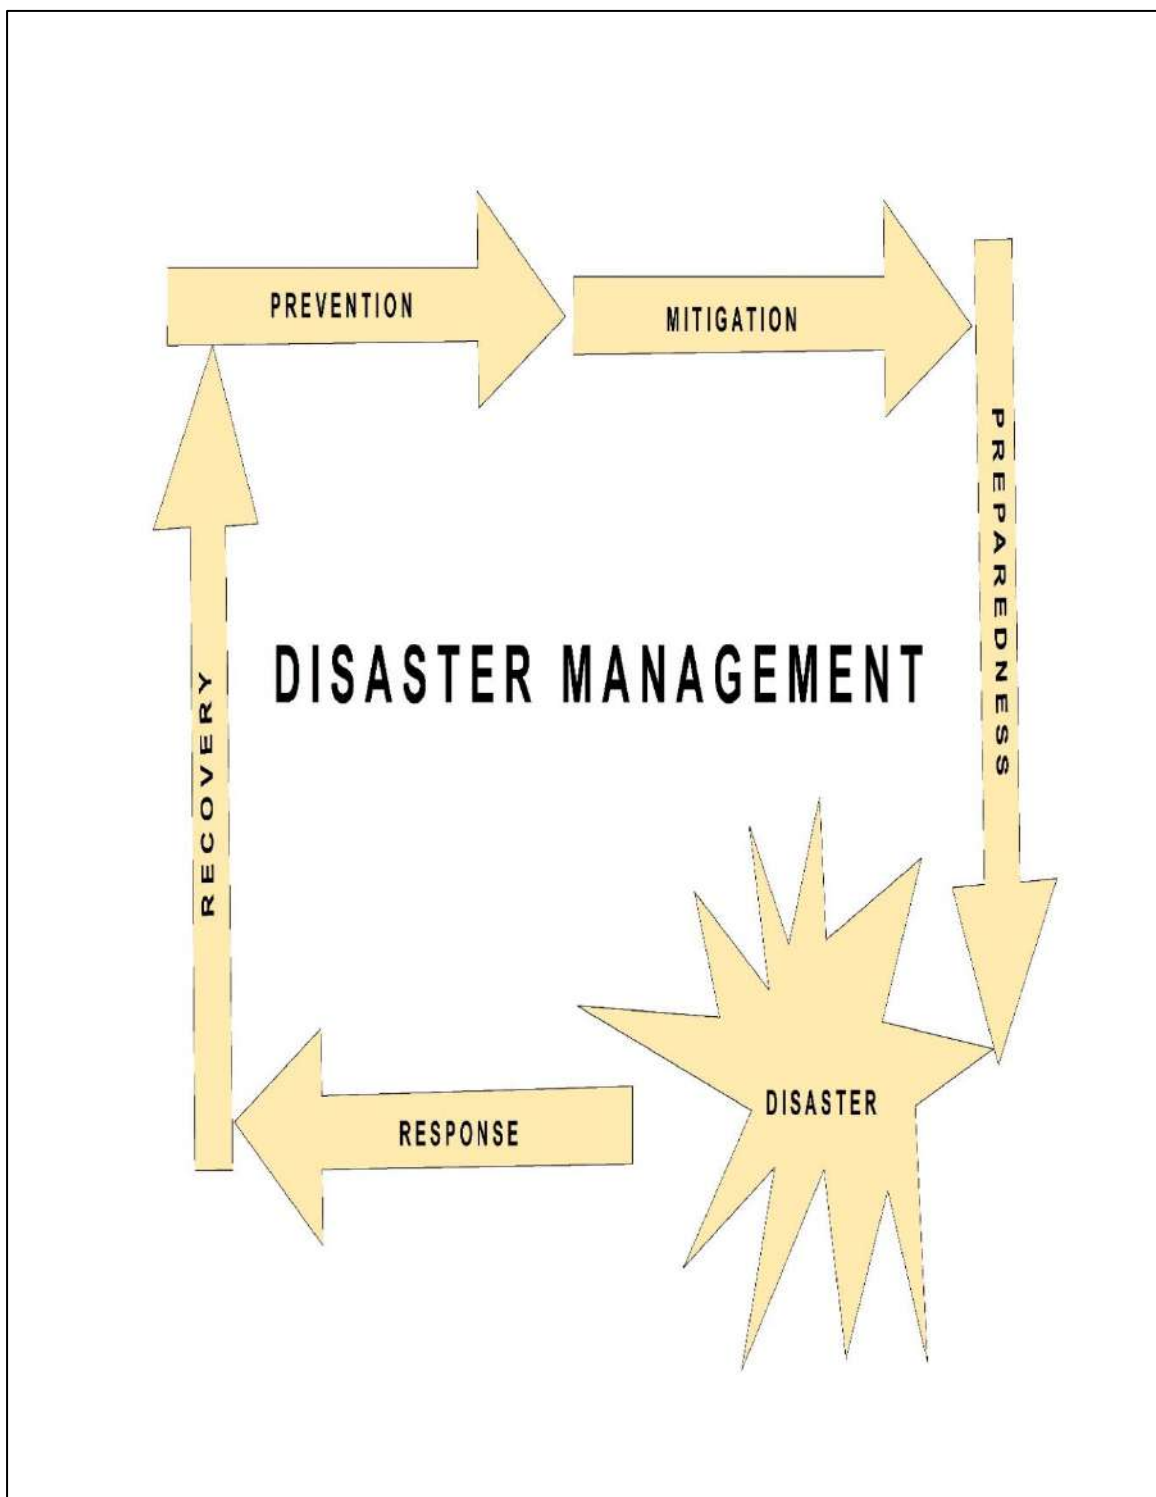 PREVENTION
MITIGATION
PREPAREDNESS
DISASTER MANAGEMENT
RECOVERY
DISASTER
RESPONSE